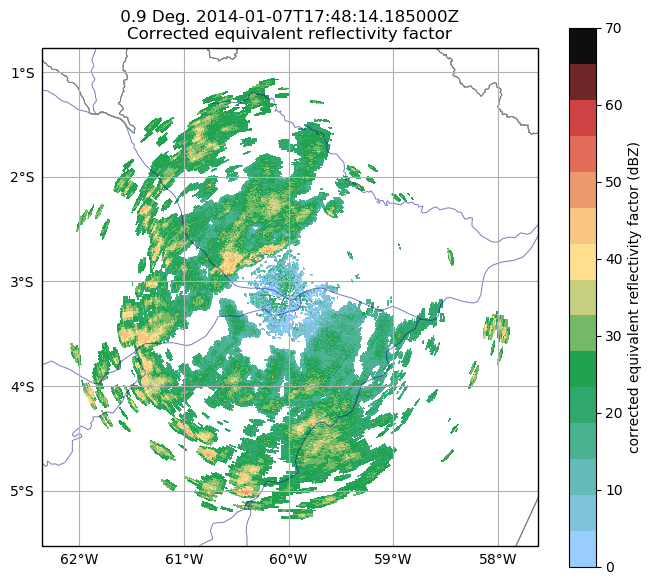 0.9 Deg. 2014-01-07T17:48:14.185000Z
Corrected equivalent reflectivity factor
1°S
2°S
3°S
4°S
5°S
62°W 61°W 60°W 59°W 58°W
70
60
50
40
30
20
10
0
corrected equivalent reflectivity factor (dBZ)